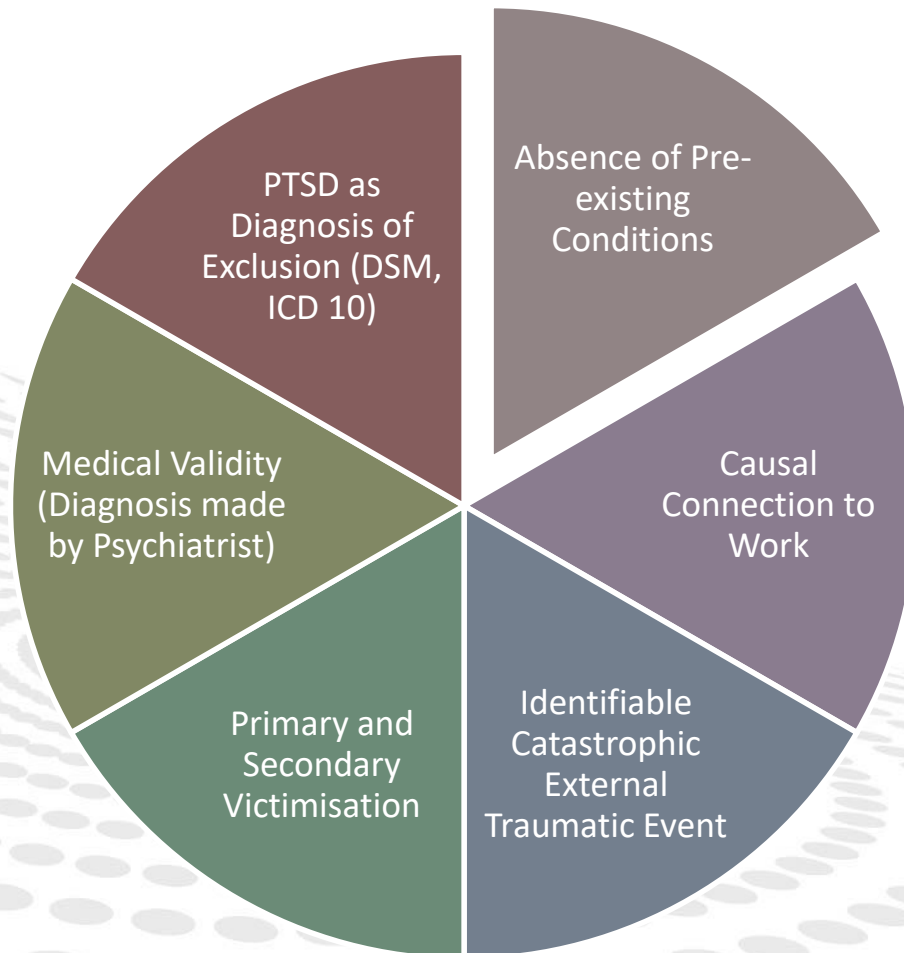 Absence of Pre-
existing
Conditions
Causal
Connection to
Work
Identifiable
Catastrophic
External
Traumatic Event
Primary and
Secondary
Victimisation
Medical Validity
(Diagnosis made
by Psychiatrist)
PTSD as
Diagnosis of
Exclusion (DSM,
ICD 10)